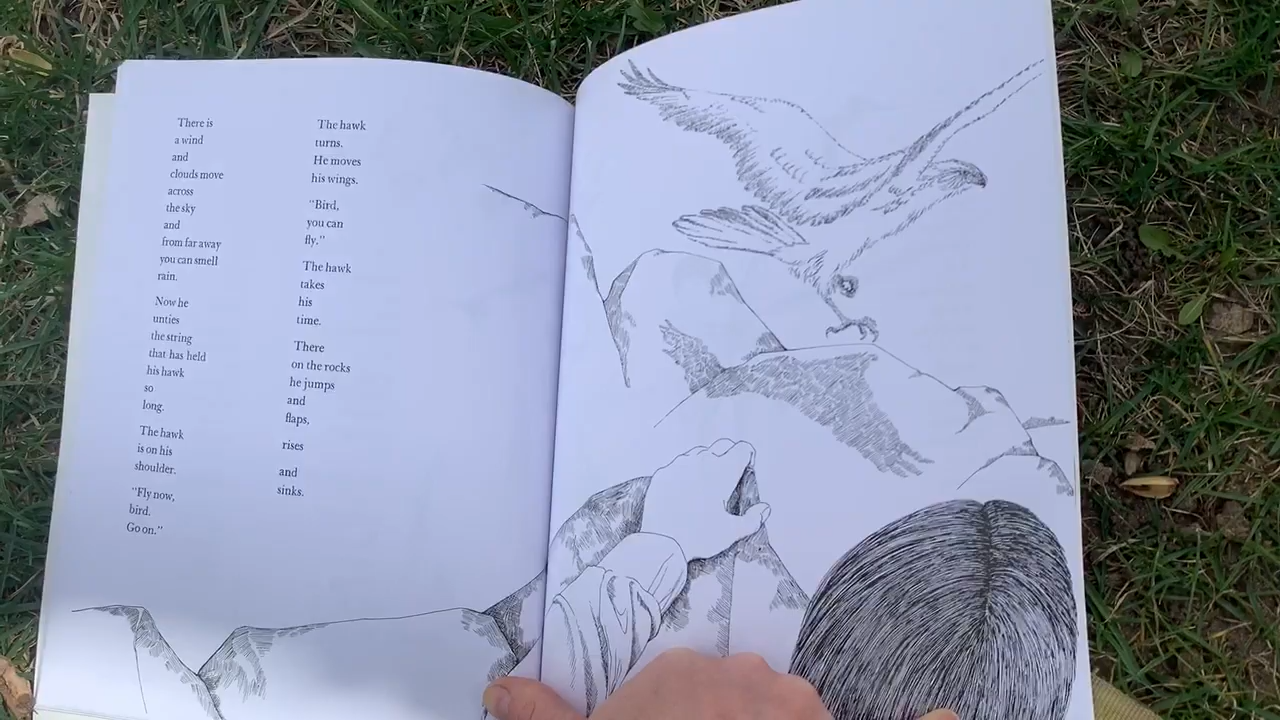 There is
a wind
and
clouds move
across
the sky
and
from far away
you can smell
rain.
Now he
unties
the string
that has held
his hawk
so
long.
The hawk
is on his
shoulder.
"Fly now,
bird.
Go on."
The hawk
turns.
He moves
his wings.
"Bird,
you can
fly."
The hawk
takes
his
time.
There
on the rocks
he jumps
and
flaps,
rises
and
sinks.